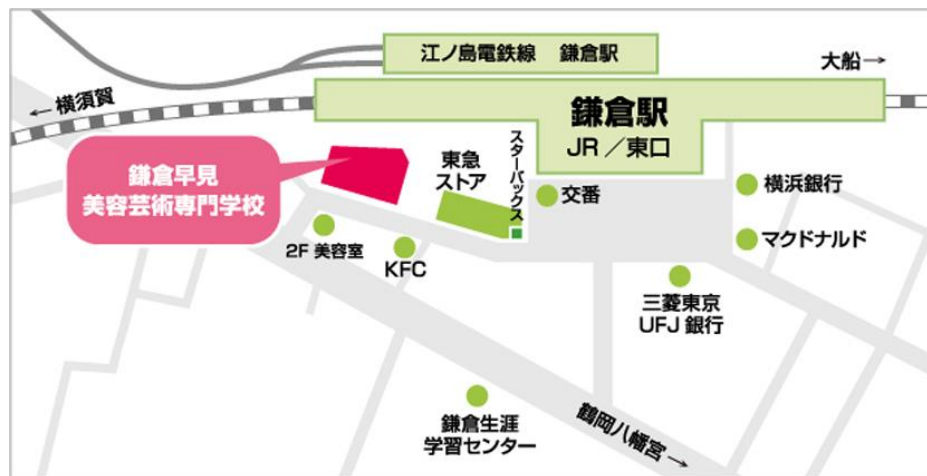 江ノ島電鉄線 鎌倉駅
大船→
←横須賀
鎌倉駅
JR／東口
鎌倉早見
美容芸術専門学校
東急
ストア
スターバックス
交番
横浜銀行
マクドナルド
2F 美容室
KFC
三菱東京
UFJ 銀行
鎌倉生涯
学習センター
鶴岡八幡宮→